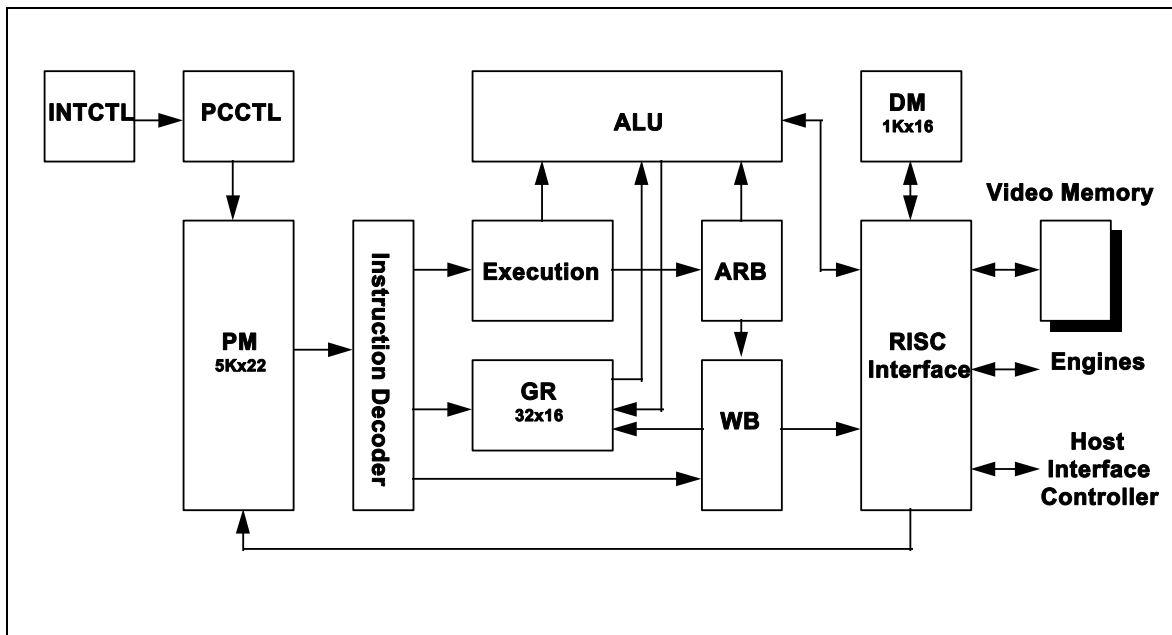 INTCTL
PCCTL
ALU
DM
1Kx16
Video Memory
PM
5Kx22
Instruction Decoder
Execution
ARB
RISC
Interface
GR
32x16
WB
Engines
Host
Interface
Controller